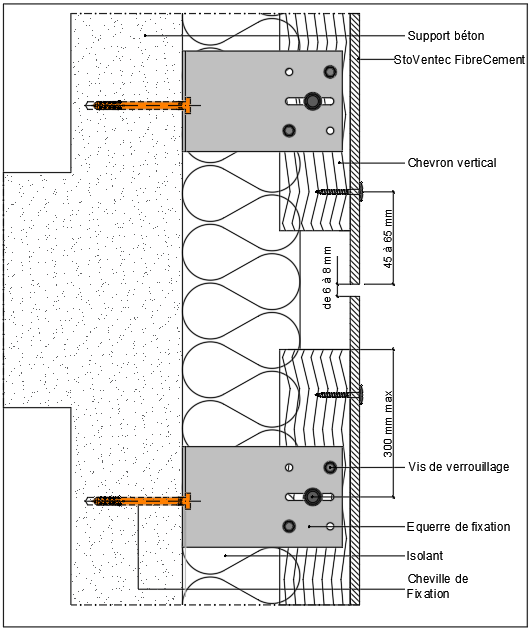 Support béton
StoVentec FibreCement
Chevron vertical
45 à 65 mm
de 6 à 8 mm
300 mm max
Vis de verrouillage
Equerre de fixation
Isolant
Cheville de
Fixation